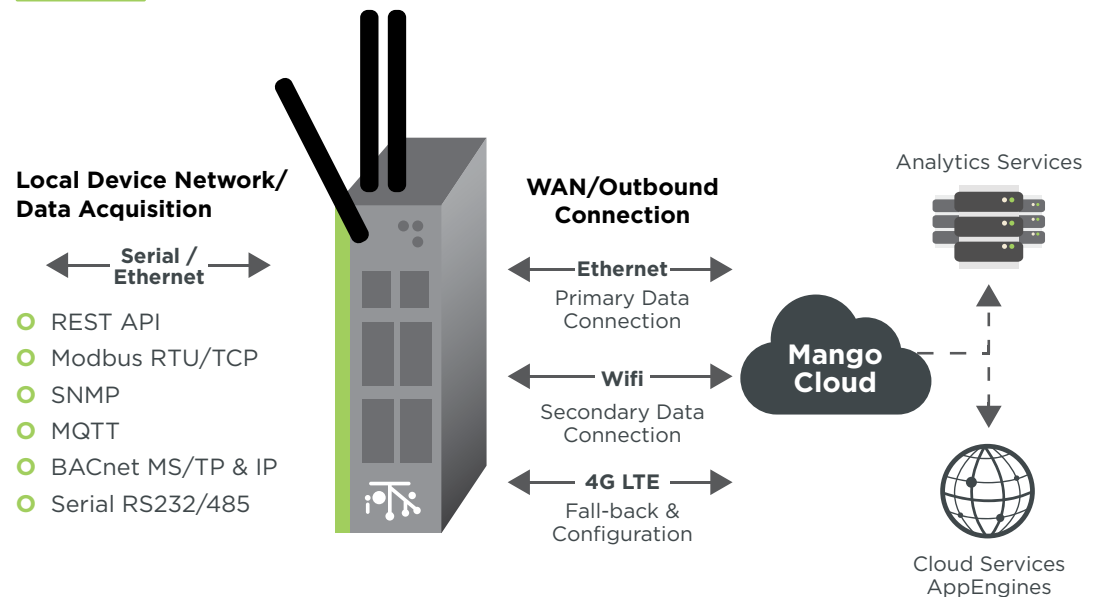 Local Device Network/
Data Acquisition
Serial /
Ethernet
REST API
Modbus RTU/TCP
SNMP
MQTT
BACnet MS/TP & IP
Serial RS232/485
WAN/Outbound
Connection
Ethernet
Primary Data
Connection
Wifi
Secondary Data
Connection
4G LTE
Fall-back &
Configuration
Mango
Cloud
Analytics Services
Cloud Services
AppEngines